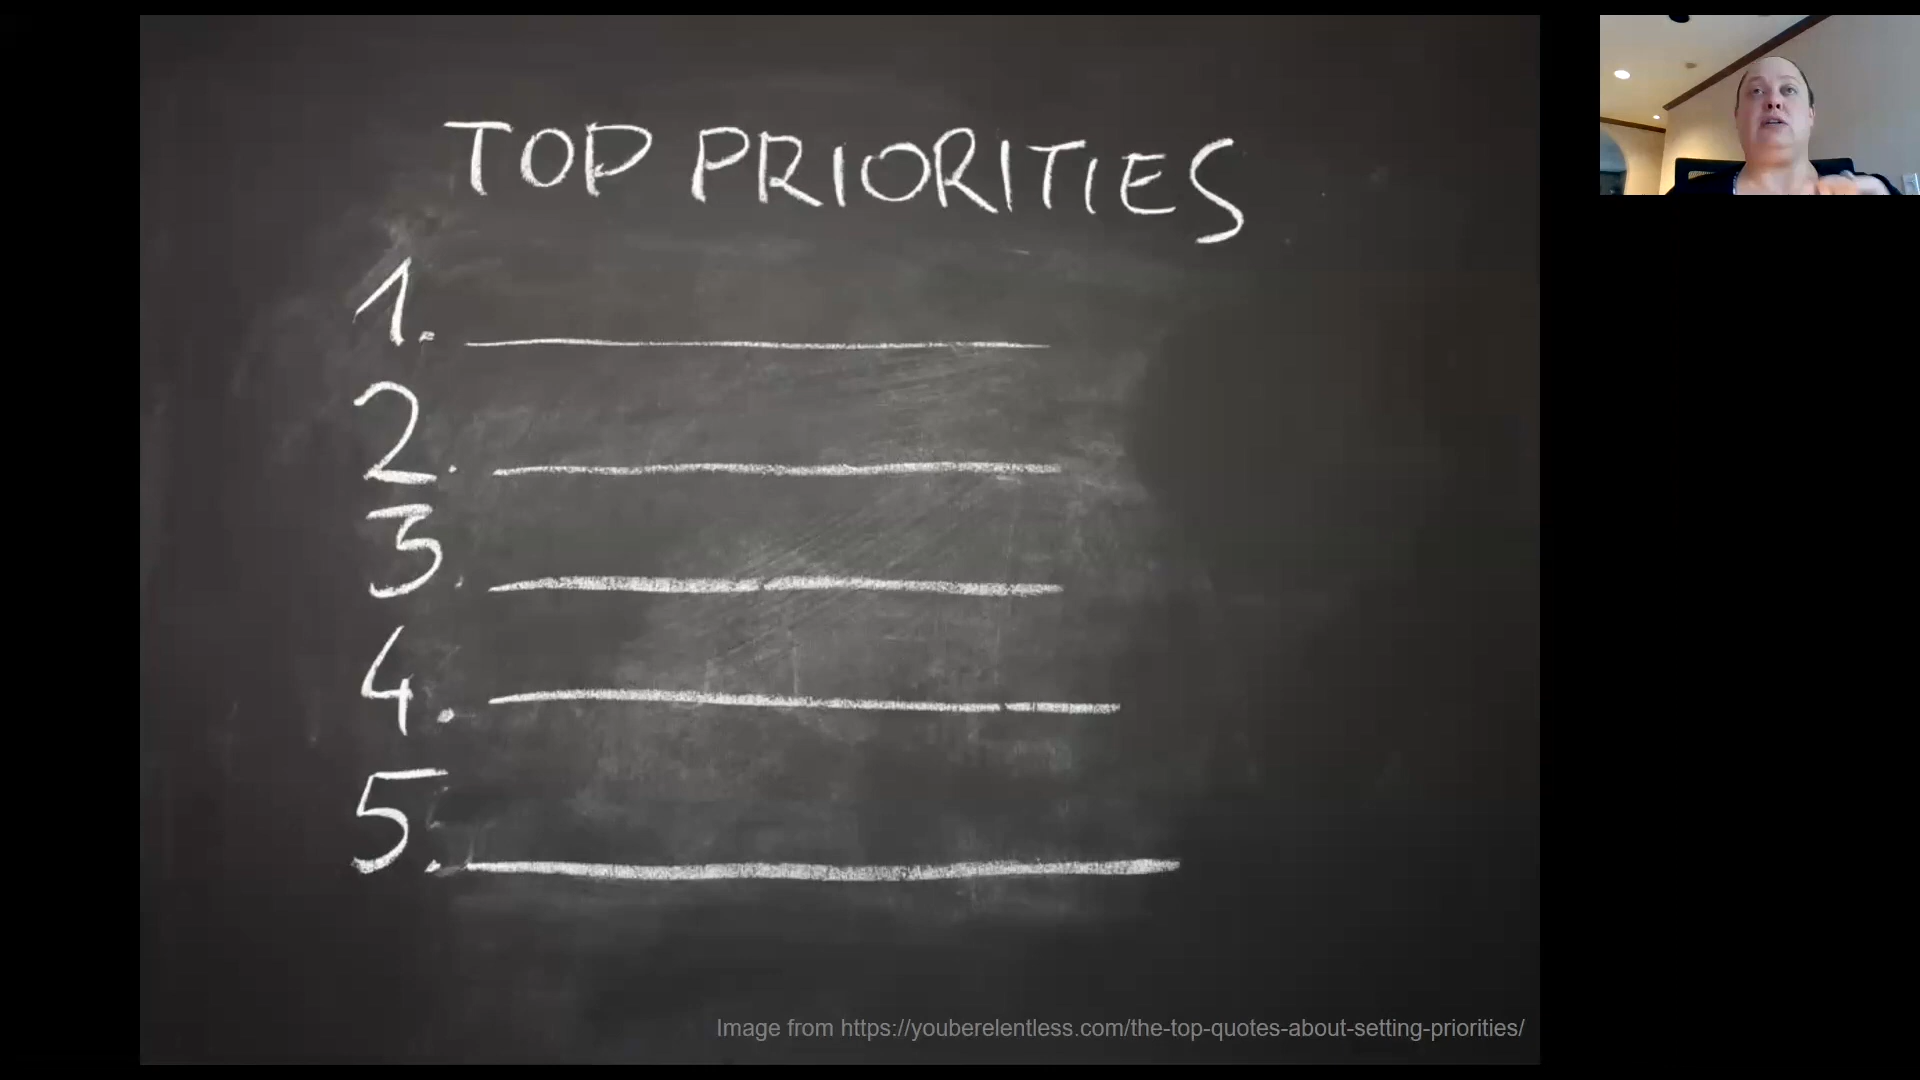 TOP PRIORITIES
1.
2.
3.
4.
5.
Image from https://youberelentless.com/the-top-quotes-about-setting-priorities/